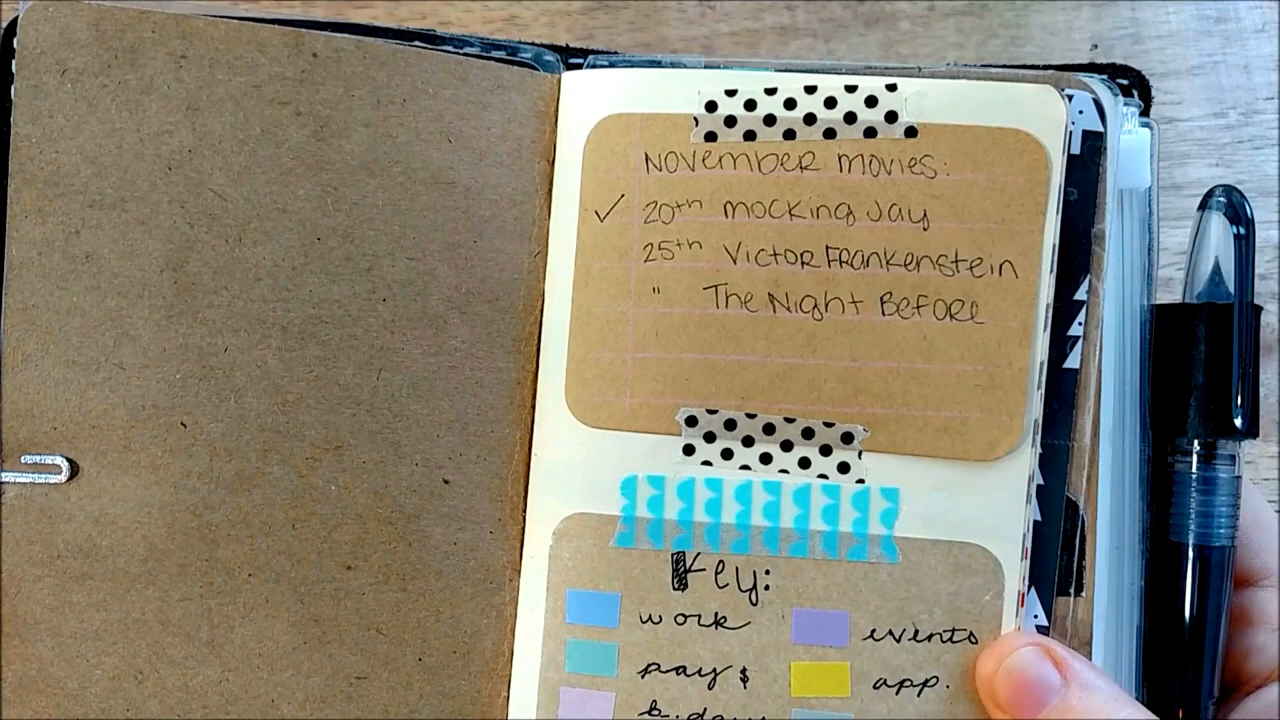 November movies:
✓ 20th mocking Jay
25th Victor Frankenstein
" The Night Before
Key:
work
events
pay $
app.